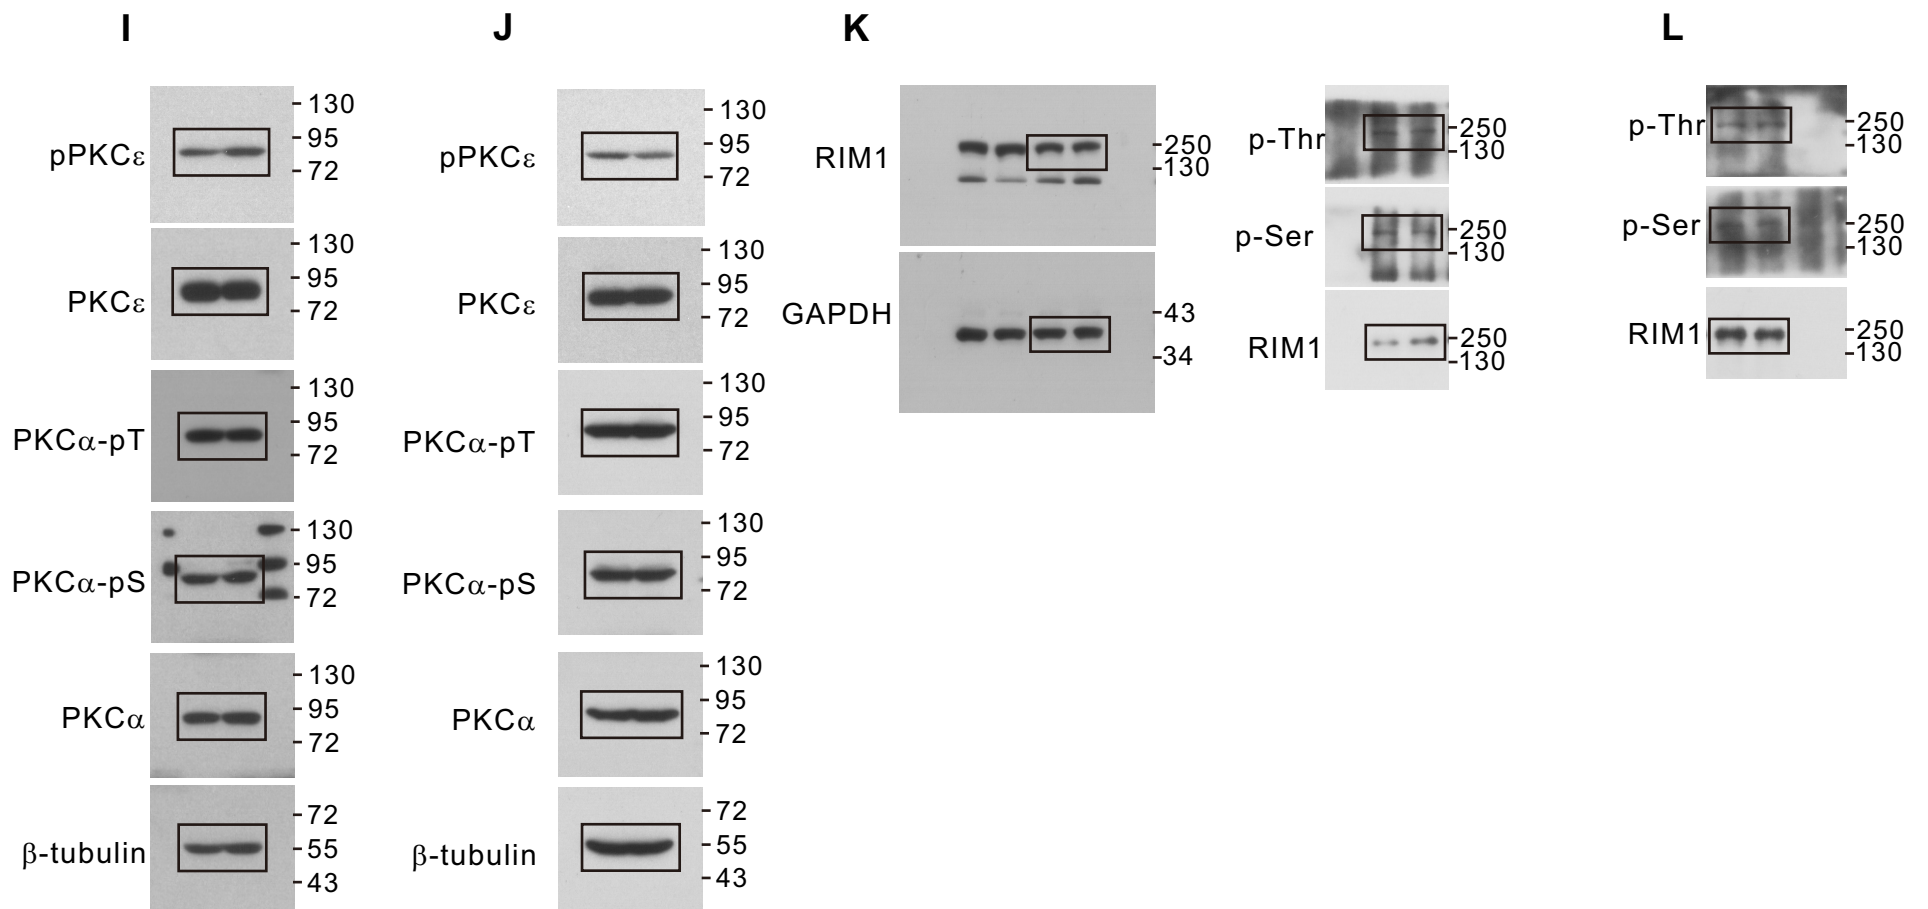 I
pPKCε
130
95
72
PKCε
130
95
72
PKCα-pT
130
95
72
PKCα-pS
130
95
72
PKCα
130
95
72
β-tubulin
72
55
43
J
pPKCε
130
95
72
PKCε
130
95
72
PKCα-pT
130
95
72
PKCα-pS
130
95
72
PKCα
130
95
72
β-tubulin
72
55
43
K
RIM1
250
130
GAPDH
43
34
p-Thr
250
130
p-Ser
250
130
RIM1
250
130
L
p-Thr
250
130
p-Ser
250
130
RIM1
250
130